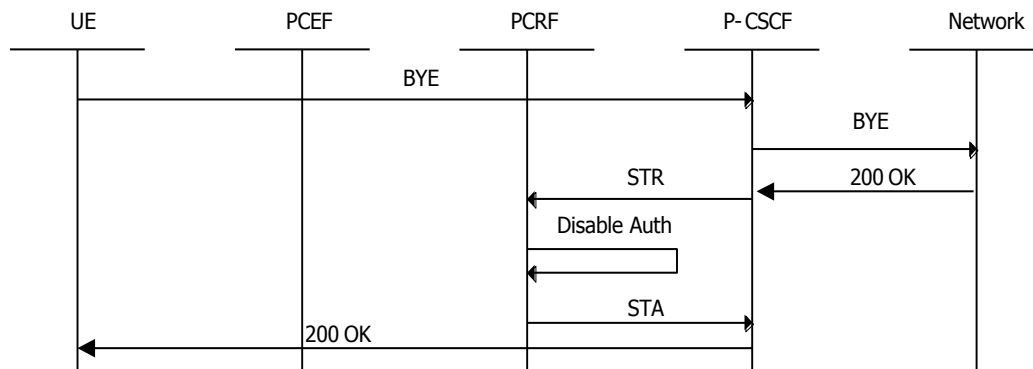 UE
PCEF
PCRF
P-CSCF
Network
BYE
BYE
200 OK
STR
Disable Auth
STA
200 OK